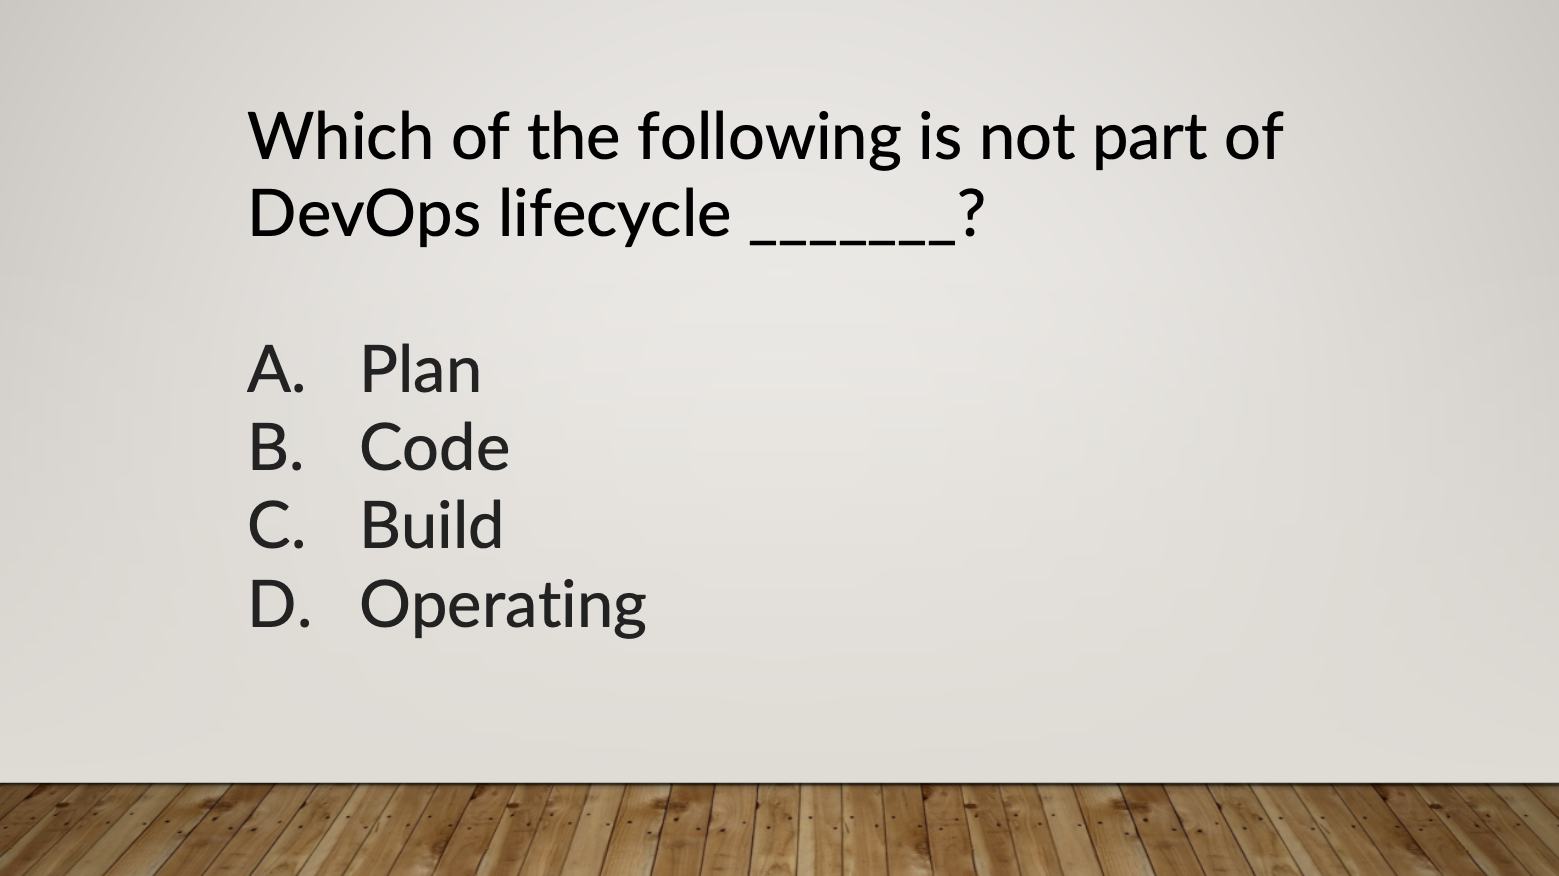 Which of the following is not part of
DevOps lifecycle _______?
A. Plan
B. Code
C. Build
D. Operating